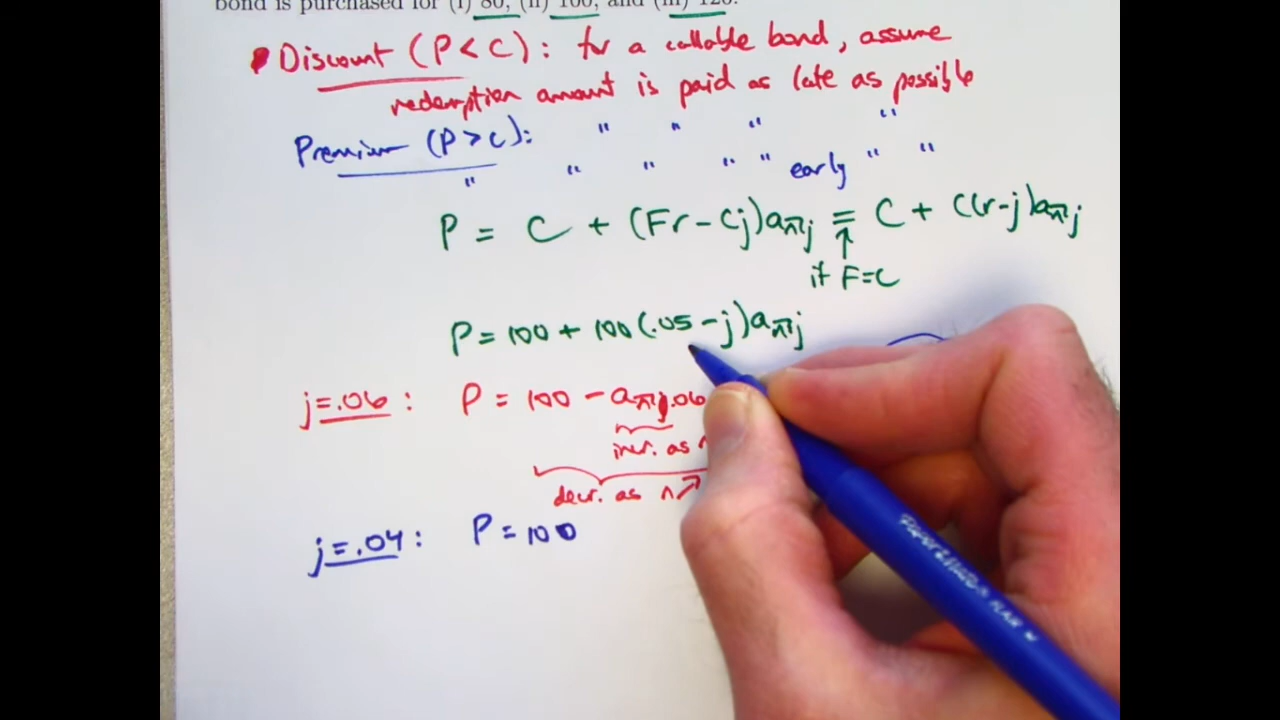 bond is purchased for (i) 80, (ii) 100, and (iii) 120.
Discount (P < C): for a callable bond, assume
redemption amount is paid as late as possible
Premium (P > C): " " " "
" " " " " early " "
P = C + (Fr - Cj)a_n⌉j = C + C(r-j)a_n⌉j
↑
if F=C
P = 100 + 100(.05 - j)a_n⌉j
j=.06: P = 100 - a_n⌉.06
incr. as n
decr. as n↗
j=.04: P = 100